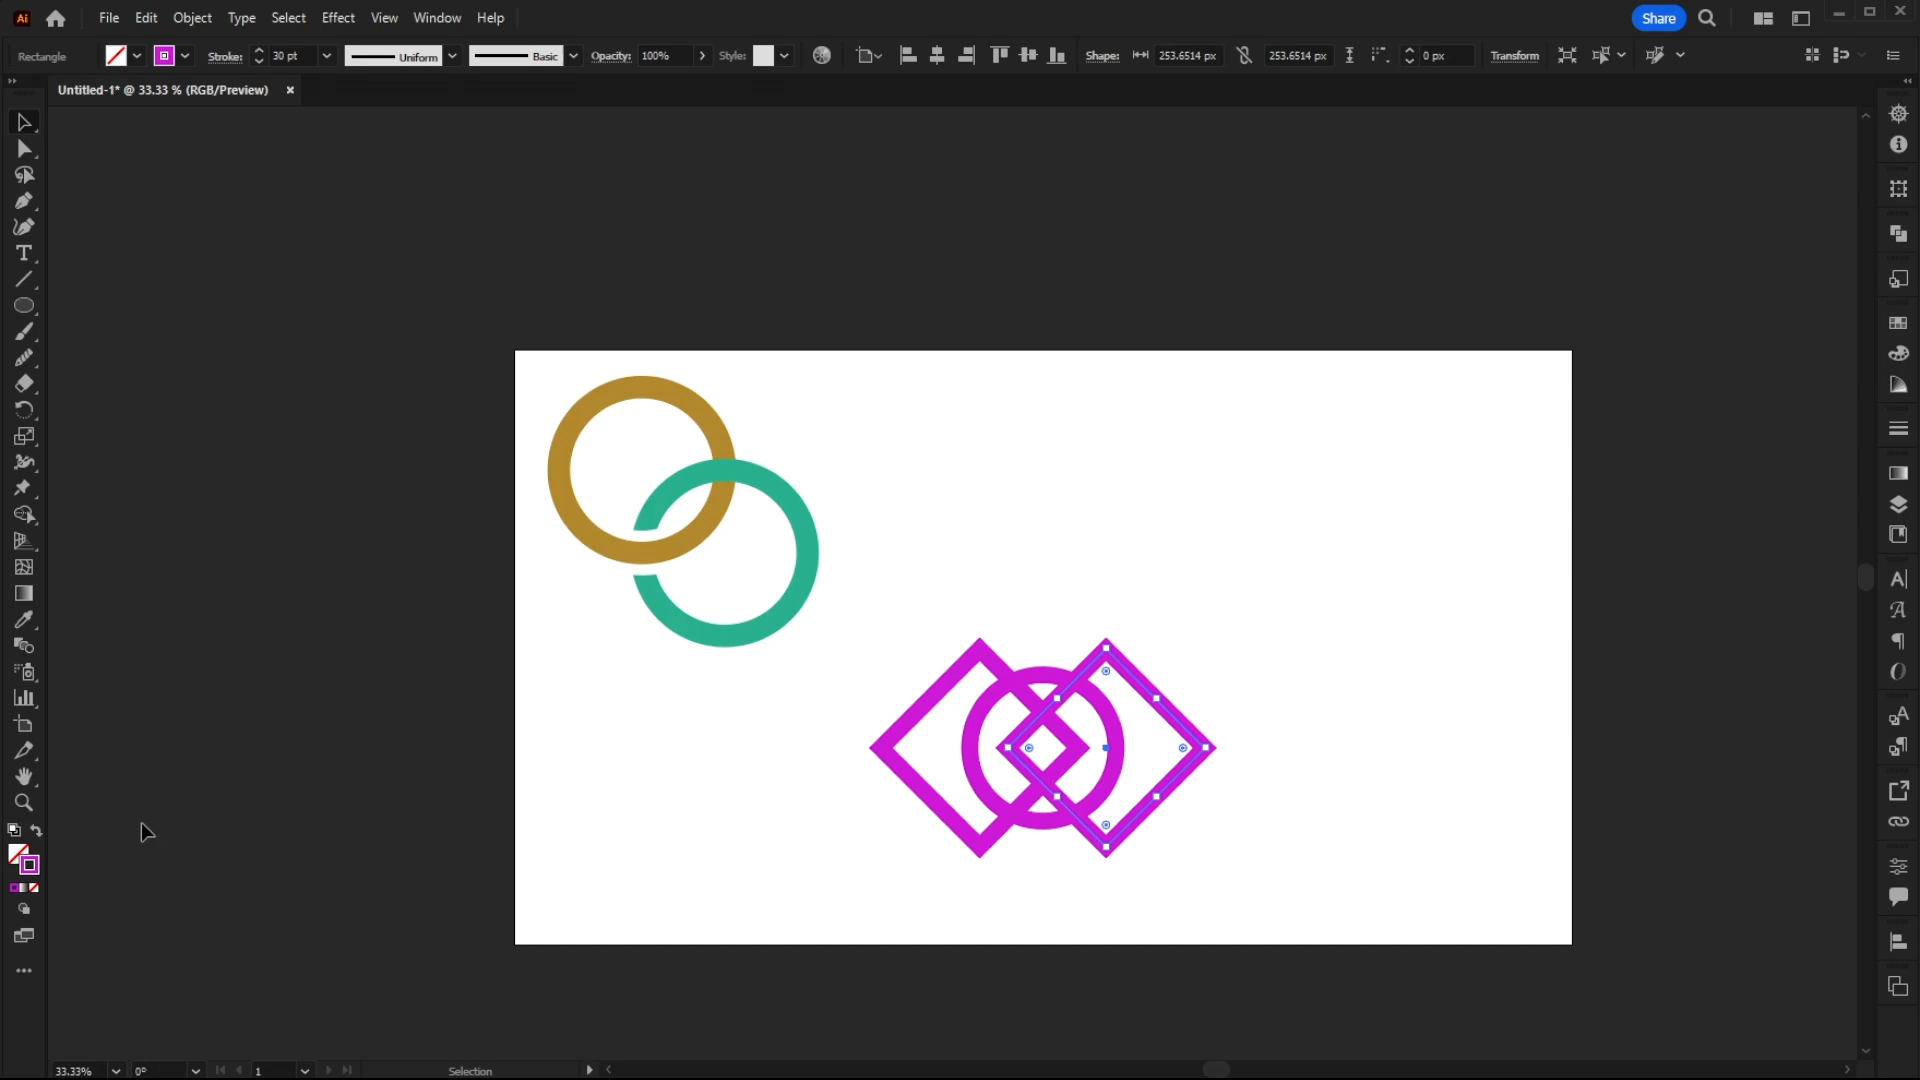 Ai File Edit Object Type Select Effect View Window Help Share
Rectangle Stroke: 30 pt Uniform Basic Opacity: 100% Style: Shape: 253.6514 px 253.6514 px 0 px Transform
Untitled-1* @ 33.33 % (RGB/Preview) ×
33.33% 0° 1 Selection